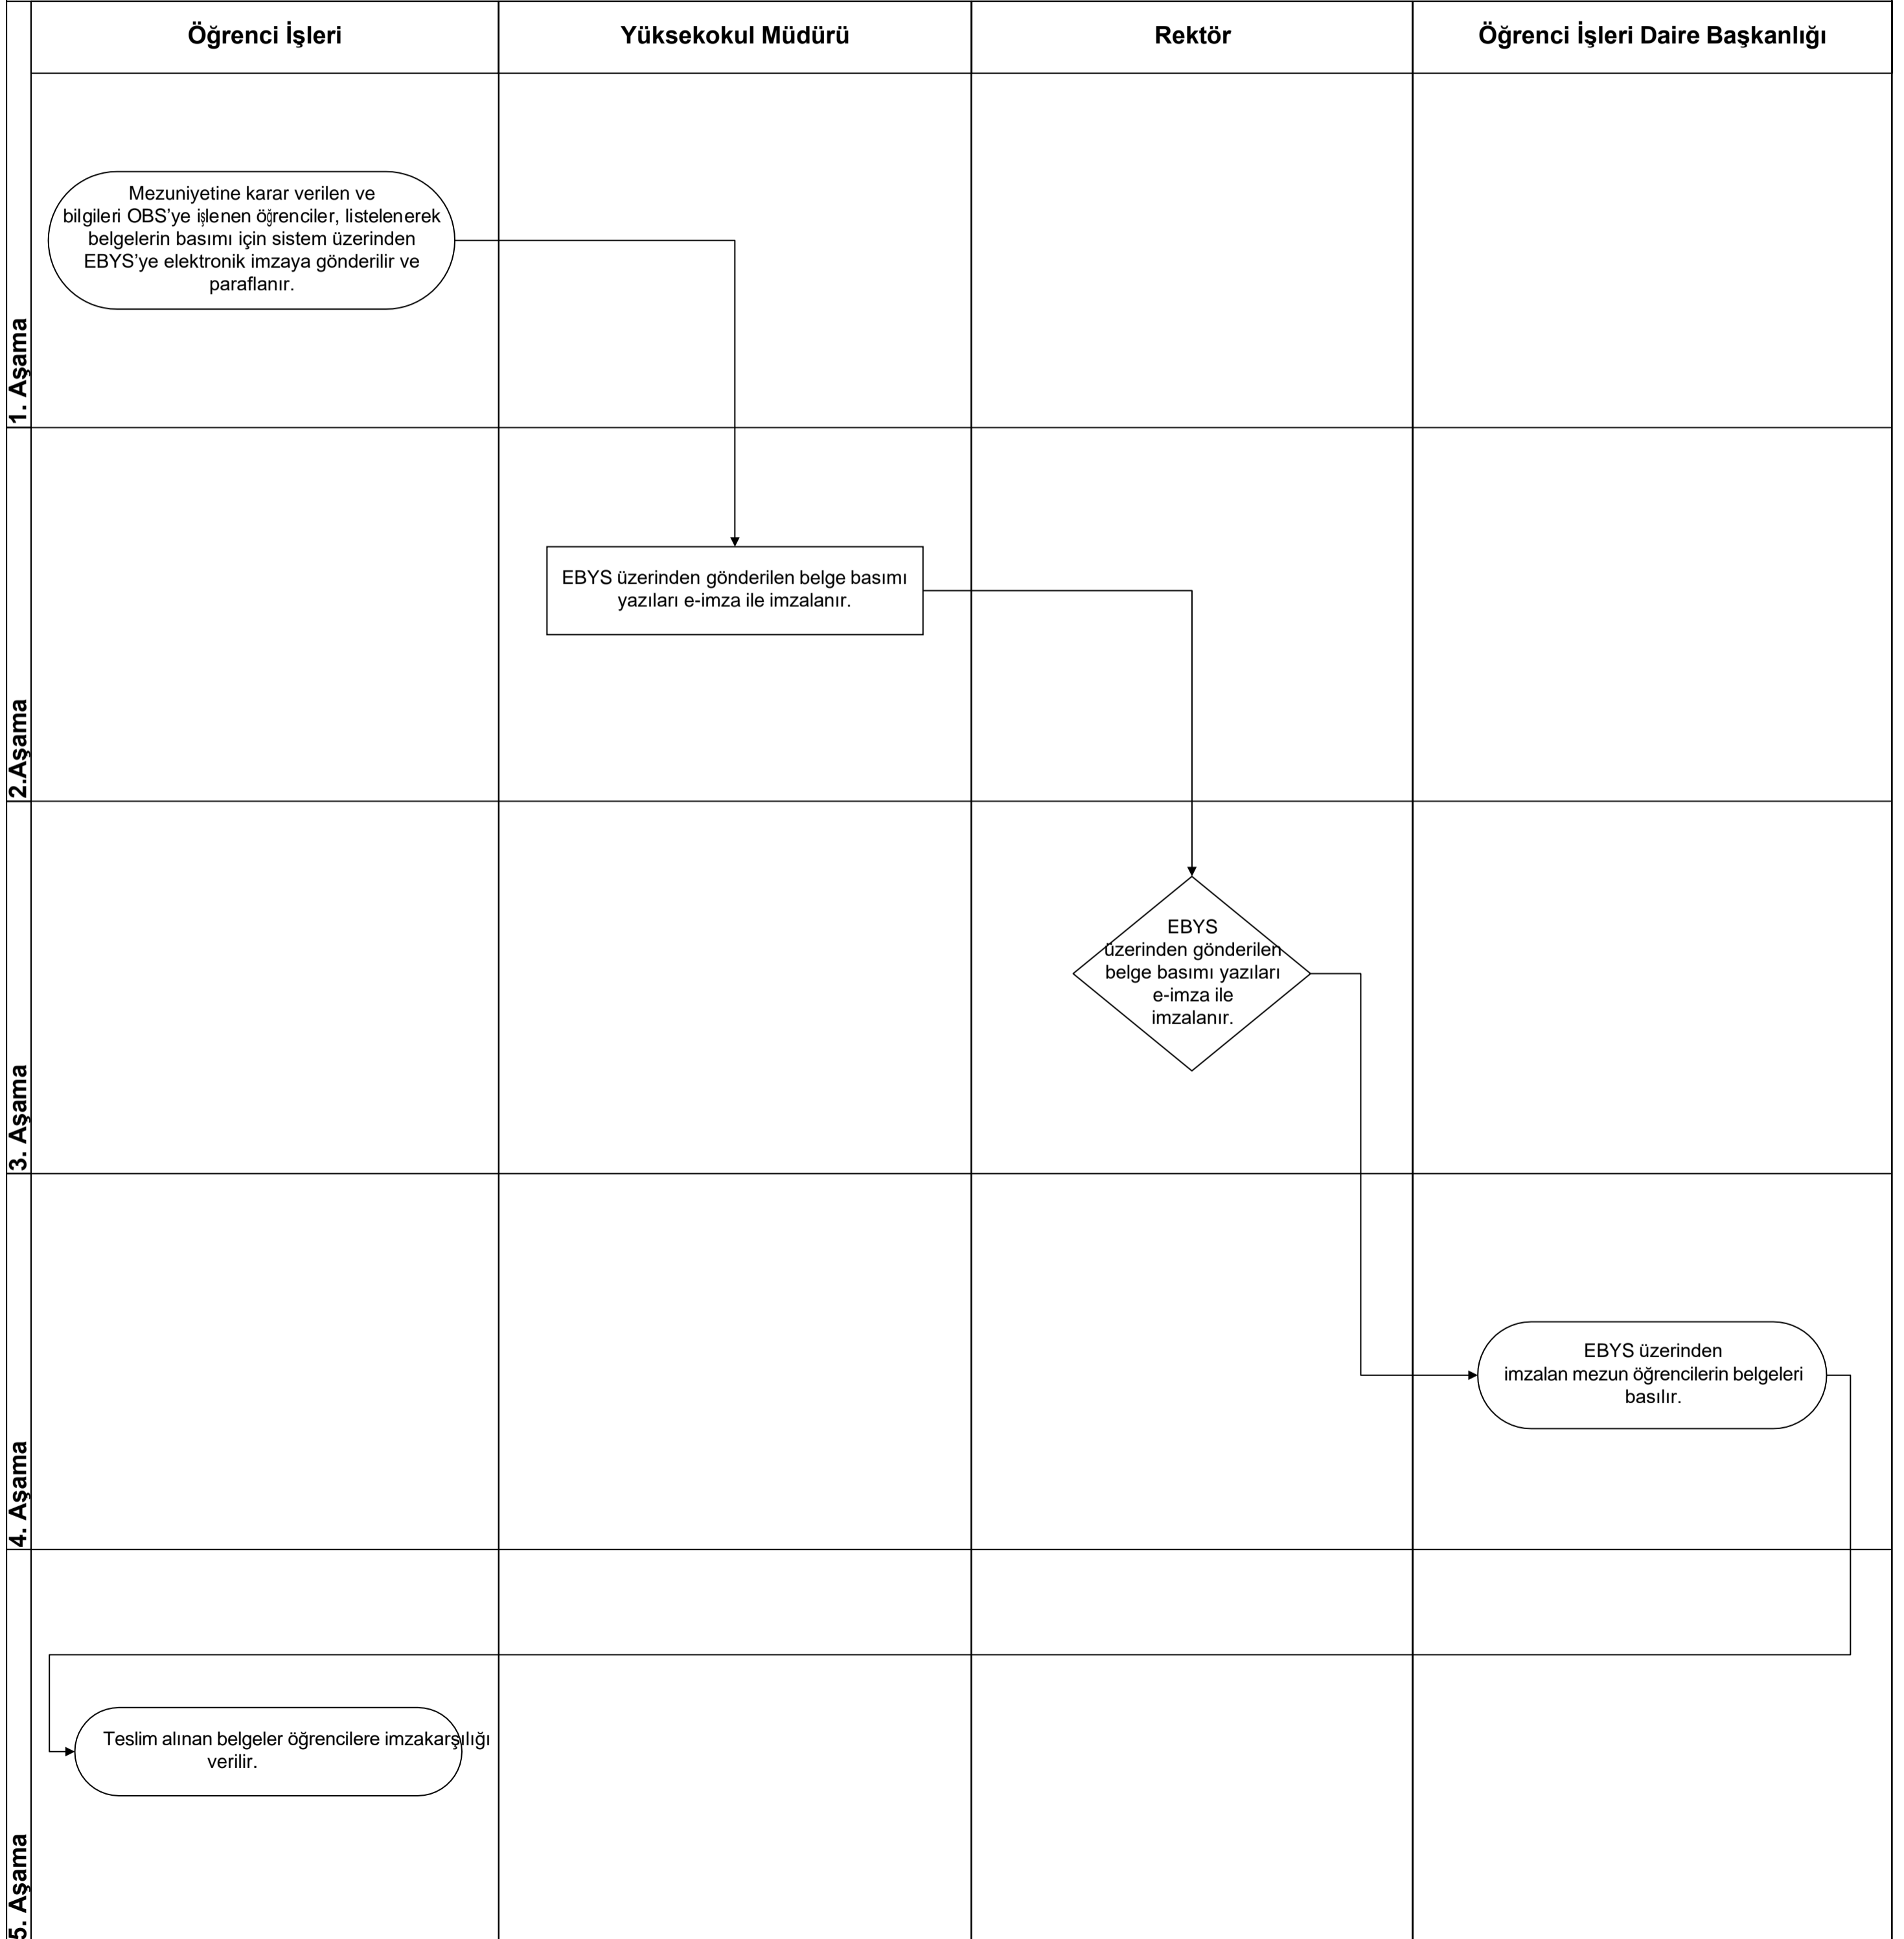 Öğrenci İşleri
Yüksekokul Müdürü
Rektör
Öğrenci İşleri Daire Başkanlığı
1. Aşama
Mezuniyetine karar verilen ve
bilgileri OBS’ye işlenen öğrenciler, listelenerek
belgelerin basımı için sistem üzerinden
EBYS’ye elektronik imzaya gönderilir ve
paraflanır.
2.Aşama
EBYS üzerinden gönderilen belge basımı
yazıları e-imza ile imzalanır.
3. Aşama
EBYS
üzerinden gönderilen
belge basımı yazıları
e-imza ile
imzalanır.
4. Aşama
EBYS üzerinden
imzalan mezun öğrencilerin belgeleri
basılır.
5. Aşama
Teslim alınan belgeler öğrencilere imzakarşılığı
verilir.